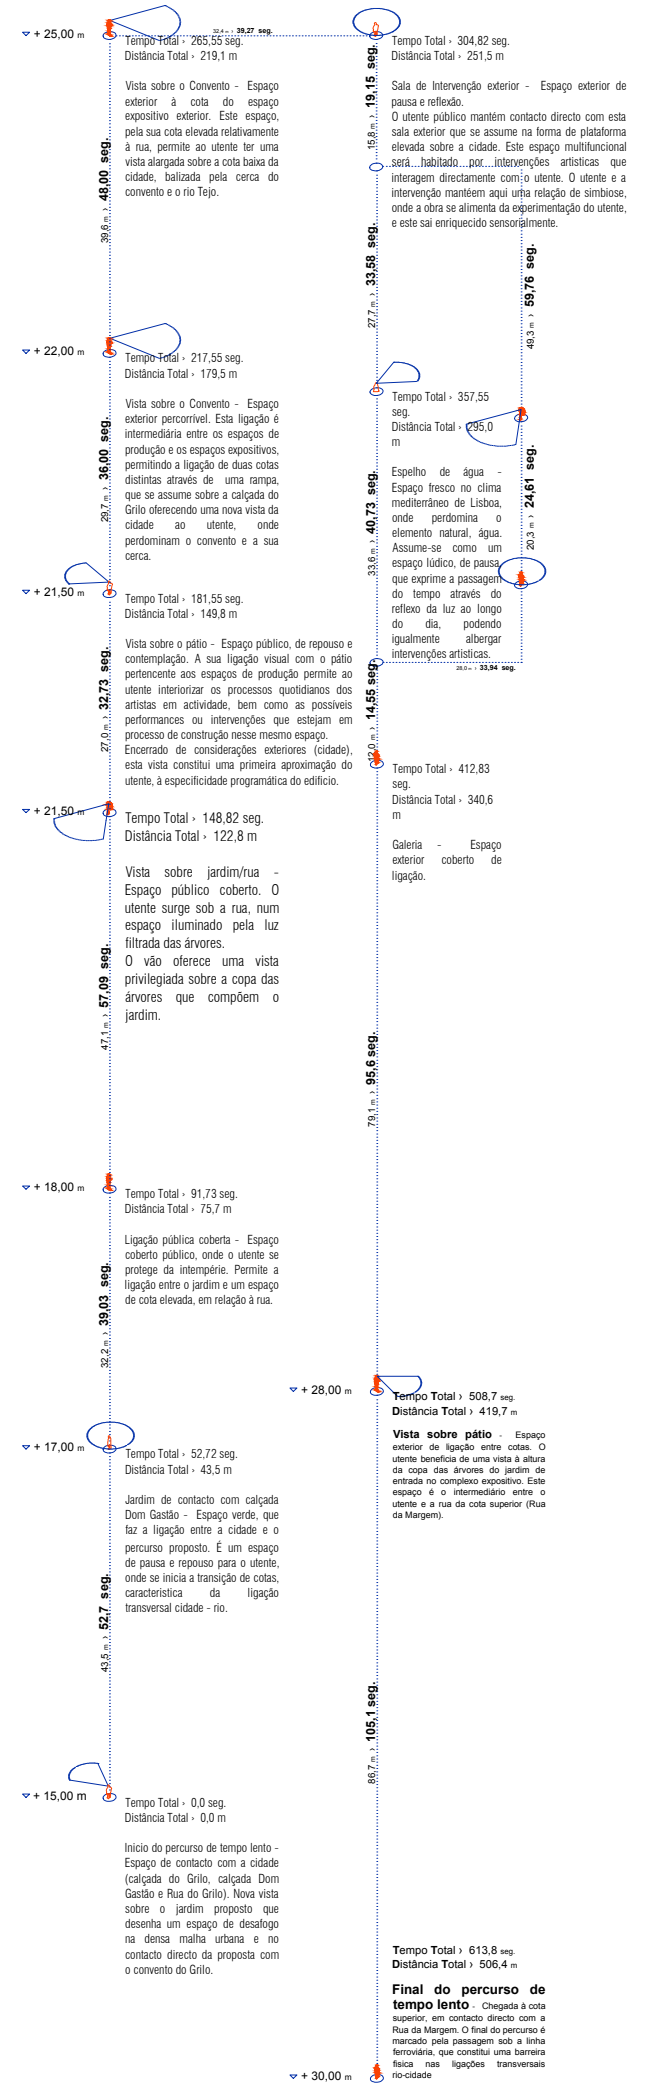 + 25,00 m
Tempo Total › 265,55 seg.
Distância Total › 219,1 m
Vista sobre o Convento - Espaço
exterior à cota do espaço
expositivo exterior. Este espaço,
pela sua cota elevada relativamente
à rua, permite ao utente ter uma
vista alargada sobre a cota baixa da
cidade, balizada pela cerca do
convento e o rio Tejo.
39,6 m › 48,00 seg.
+ 22,00 m
Tempo Total › 217,55 seg.
Distância Total › 179,5 m
Vista sobre o Convento - Espaço
exterior percorrível. Esta ligação é
intermediária entre os espaços de
produção e os espaços expositivos,
permitindo a ligação de duas cotas
distintas através de uma rampa,
que se assume sobre a calçada do
Grilo oferecendo uma nova vista da
cidade ao utente, onde
perdominam o convento e a sua
cerca.
29,7 m › 36,00 seg.
+ 21,50 m
Tempo Total › 181,55 seg.
Distância Total › 149,8 m
Vista sobre o pátio - Espaço público, de repouso e
contemplação. A sua ligação visual com o pátio
pertencente aos espaços de produção permite ao
utente interiorizar os processos quotidianos dos
artistas em actividade, bem como as possíveis
performances ou intervenções que estejam em
processo de construção nesse mesmo espaço.
Encerrado de considerações exteriores (cidade),
esta vista constitui uma primeira aproximação do
utente, à especificidade programática do edificio.
27,0 m › 32,73 seg.
+ 21,50 m
Tempo Total › 148,82 seg.
Distância Total › 122,8 m
Vista sobre jardim/rua -
Espaço público coberto. O
utente surge sob a rua, num
espaço iluminado pela luz
filtrada das árvores.
O vão oferece uma vista
privilegiada sobre a copa das
árvores que compõem o
jardim.
47,1 m › 57,09 seg.
+ 18,00 m
Tempo Total › 91,73 seg.
Distância Total › 75,7 m
Ligação pública coberta - Espaço
coberto público, onde o utente se
protege da intempérie. Permite a
ligação entre o jardim e um espaço
de cota elevada, em relação à rua.
32,2 m › 39,03 seg.
+ 17,00 m
Tempo Total › 52,72 seg.
Distância Total › 43,5 m
Jardim de contacto com calçada
Dom Gastão - Espaço verde, que
faz a ligação entre a cidade e o
percurso proposto. É um espaço
de pausa e repouso para o utente,
onde se inicia a transição de cotas,
caracteristica da ligação
transversal cidade - rio.
43,5 m › 52,7 seg.
+ 15,00 m
Tempo Total › 0,0 seg.
Distância Total › 0,0 m
Inicio do percurso de tempo lento -
Espaço de contacto com a cidade
(calçada do Grilo, calçada Dom
Gastão e Rua do Grilo). Nova vista
sobre o jardim proposto que
desenha um espaço de desafogo
na densa malha urbana e no
contacto directo da proposta com
o convento do Grilo.
32,4 m › 39,27 seg.
Tempo Total › 304,82 seg.
Distância Total › 251,5 m
Sala de Intervenção exterior - Espaço exterior de
pausa e reflexão.
O utente público mantém contacto directo com esta
sala exterior que se assume na forma de plataforma
elevada sobre a cidade. Este espaço multifuncional
será habitado por intervenções artisticas que
interagem directamente com o utente. O utente e a
intervenção mantéem aqui uma relação de simbiose,
onde a obra se alimenta da experimentação do utente,
e este sai enriquecido sensorialmente.
15,8 m › 19,15 seg.
27,7 m › 33,58 seg.
49,3 m › 59,76 seg.
Tempo Total › 357,55
seg.
Distância Total › 295,0
m
Espelho de água -
Espaço fresco no clima
mediterrâneo de Lisboa,
onde perdomina o
elemento natural, água.
Assume-se como um
espaço lúdico, de pausa,
que exprime a passagem
do tempo através do
reflexo da luz ao longo
do dia, podendo
igualmente albergar
intervenções artisticas.
33,6 m › 40,73 seg.
20,3 m › 24,61 seg.
28,0 m › 33,94 seg.
12,0 m › 14,55 seg.
Tempo Total › 412,83
seg.
Distância Total › 340,6
m
Galeria - Espaço
exterior coberto de
ligação.
79,1 m › 95,6 seg.
+ 28,00 m
Tempo Total › 508,7 seg.
Distância Total › 419,7 m
Vista sobre pátio - Espaço
exterior de ligação entre cotas. O
utente beneficia de uma vista à altura
da copa das árvores do jardim de
entrada no complexo expositivo. Este
espaço é o intermediário entre o
utente e a rua da cota superior (Rua
da Margem).
86,7 m › 105,1 seg.
Tempo Total › 613,8 seg.
Distância Total › 506,4 m
Final do percurso de
tempo lento - Chegada à cota
superior, em contacto directo com a
Rua da Margem. O final do percurso é
marcado pela passagem sob a linha
ferroviária, que constitui uma barreira
fisica nas ligações transversais
rio-cidade
+ 30,00 m